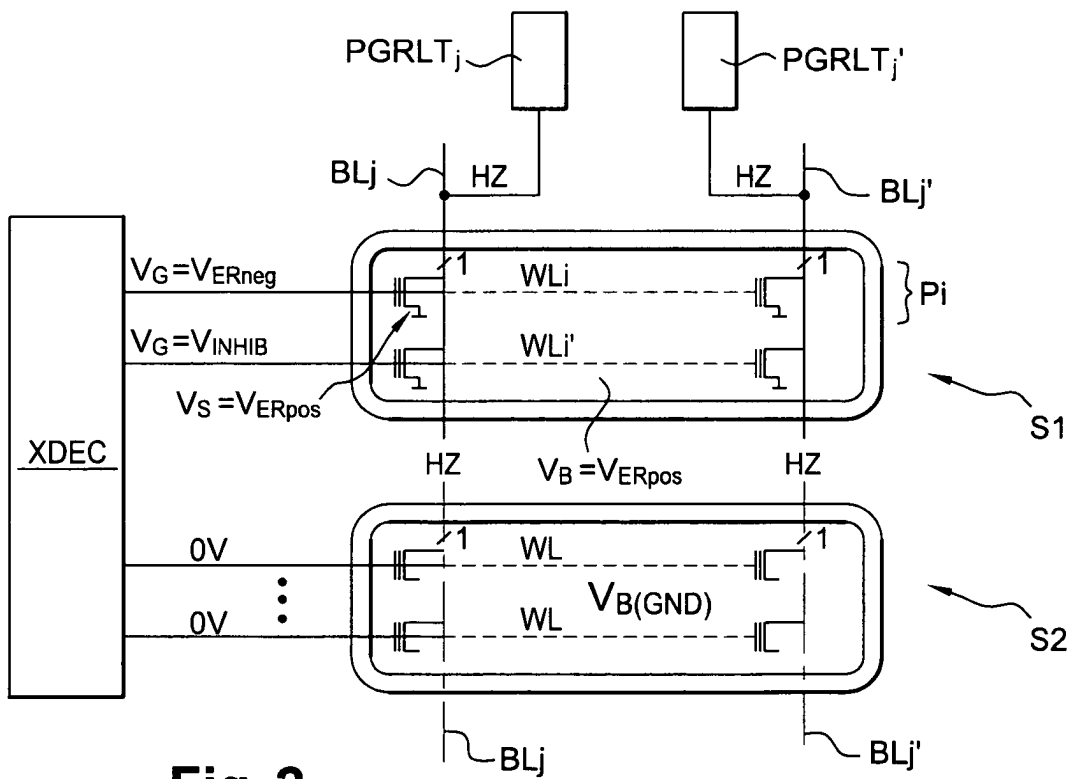 PGRLTj
PGRLTj'
BLj
HZ
HZ
BLj'
VG=VERneg
1
WLi
1
Pi
VG=VINHIB
WLi'
VS=VERpos
S1
XDEC
HZ
VB=VERpos
HZ
0V
1
WL
1
VB(GND)
0V
WL
S2
BLj
BLj'